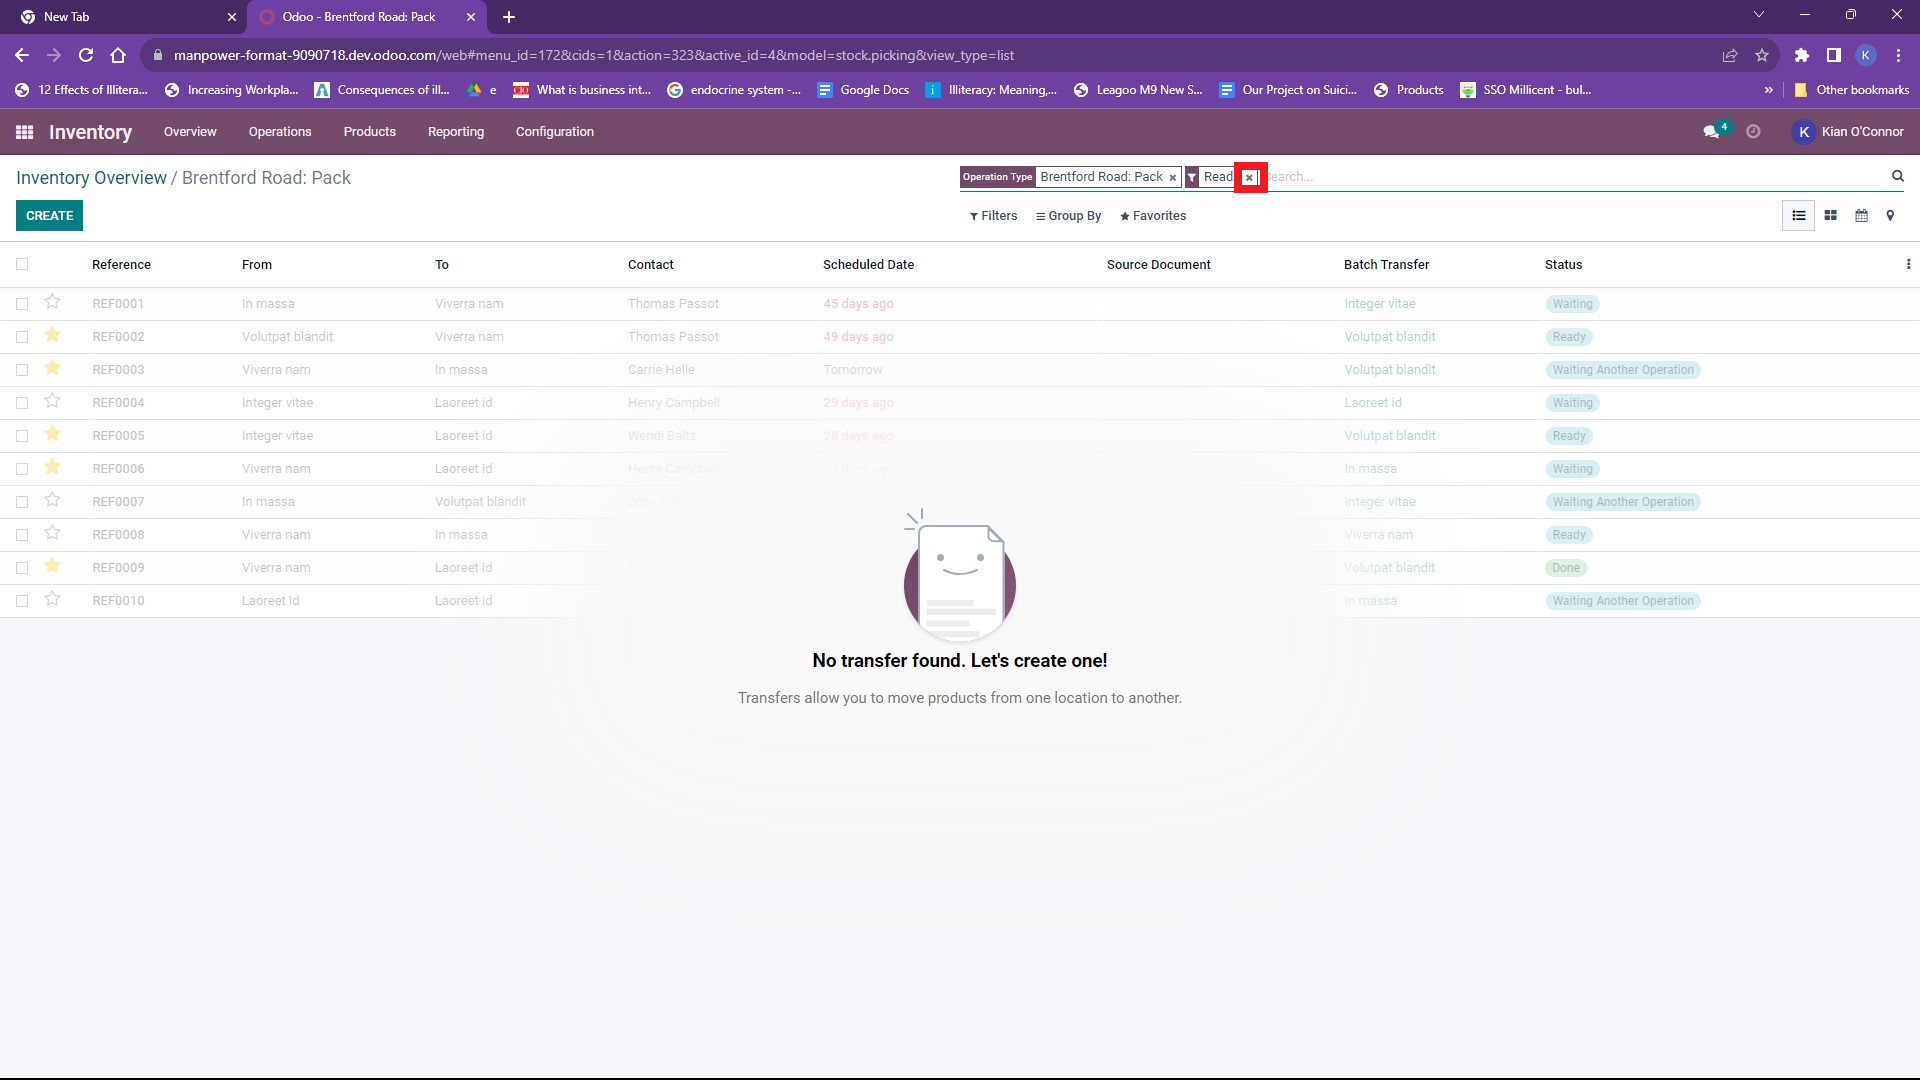 New Tab
Odoo - Brentford Road: Pack
manpower-format-9090718.dev.odoo.com/web#menu_id=172&cids=1&action=323&active_id=4&model=stock.picking&view_type=list
K
12 Effects of Illitera... Increasing Workpla... Consequences of ill... e What is business int... endocrine system -... Google Docs Illiteracy: Meaning,... Leagoo M9 New S... Our Project on Suici... Products SSO Millicent - bul... » Other bookmarks
Inventory Overview Operations Products Reporting Configuration 4 K Kian O'Connor
Inventory Overview / Brentford Road: Pack
Operation Type Brentford Road: Pack Read Search...
CREATE
Filters Group By Favorites
Reference From To Contact Scheduled Date Source Document Batch Transfer Status
REF0001 In massa Viverra nam Thomas Passot 45 days ago Integer vitae Waiting
REF0002 Volutpat blandit Viverra nam Thomas Passot 49 days ago Volutpat blandit Ready
REF0003 Viverra nam In massa Carrie Helle Tomorrow Volutpat blandit Waiting Another Operation
REF0004 Integer vitae Laoreet id Henry Campbell 29 days ago Laoreet id Waiting
REF0005 Integer vitae Laoreet id Wendi Baltz 28 days ago Volutpat blandit Ready
REF0006 Viverra nam Laoreet id Henry Campbell 23 days ago In massa Waiting
REF0007 In massa Volutpat blandit Integer vitae Waiting Another Operation
REF0008 Viverra nam In massa Viverra nam Ready
REF0009 Viverra nam Laoreet id Volutpat blandit Done
REF0010 Laoreet id Laoreet id In massa Waiting Another Operation
No transfer found. Let's create one!
Transfers allow you to move products from one location to another.